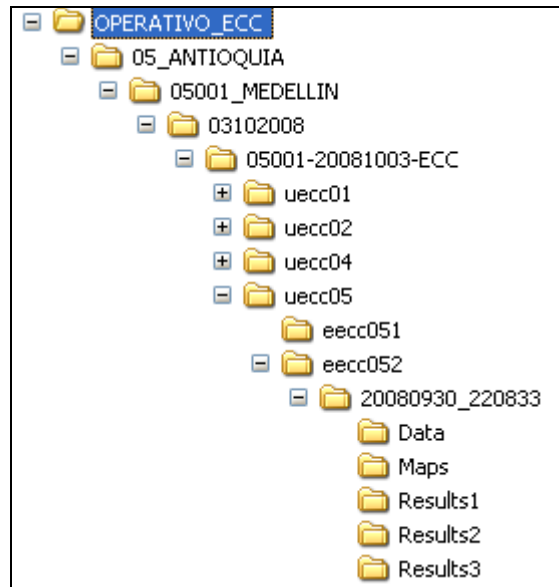 OPERATIVO_ECC
05_ANTIOQUIA
05001_MEDELLIN
03102008
05001-20081003-ECC
uecc01
uecc02
uecc04
uecc05
eecc051
eecc052
20080930_220833
Data
Maps
Results1
Results2
Results3